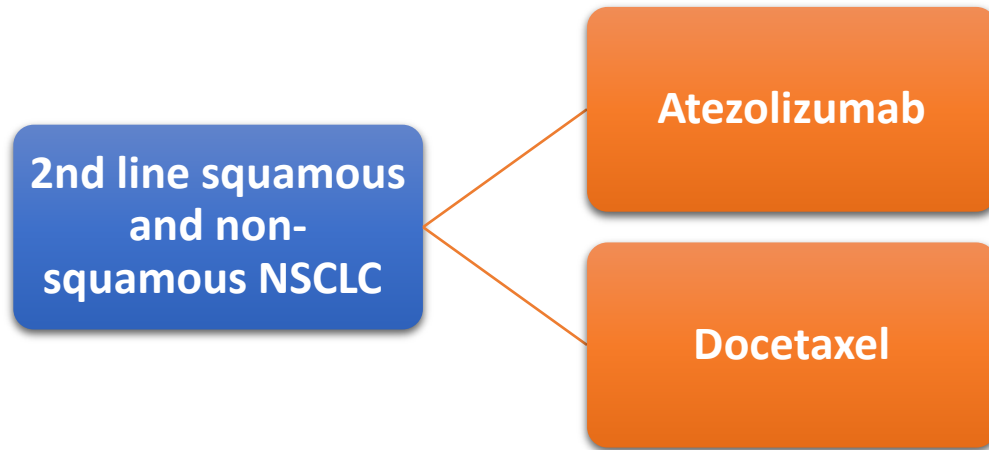 2nd line squamous
and non-
squamous NSCLC
Atezolizumab
Docetaxel